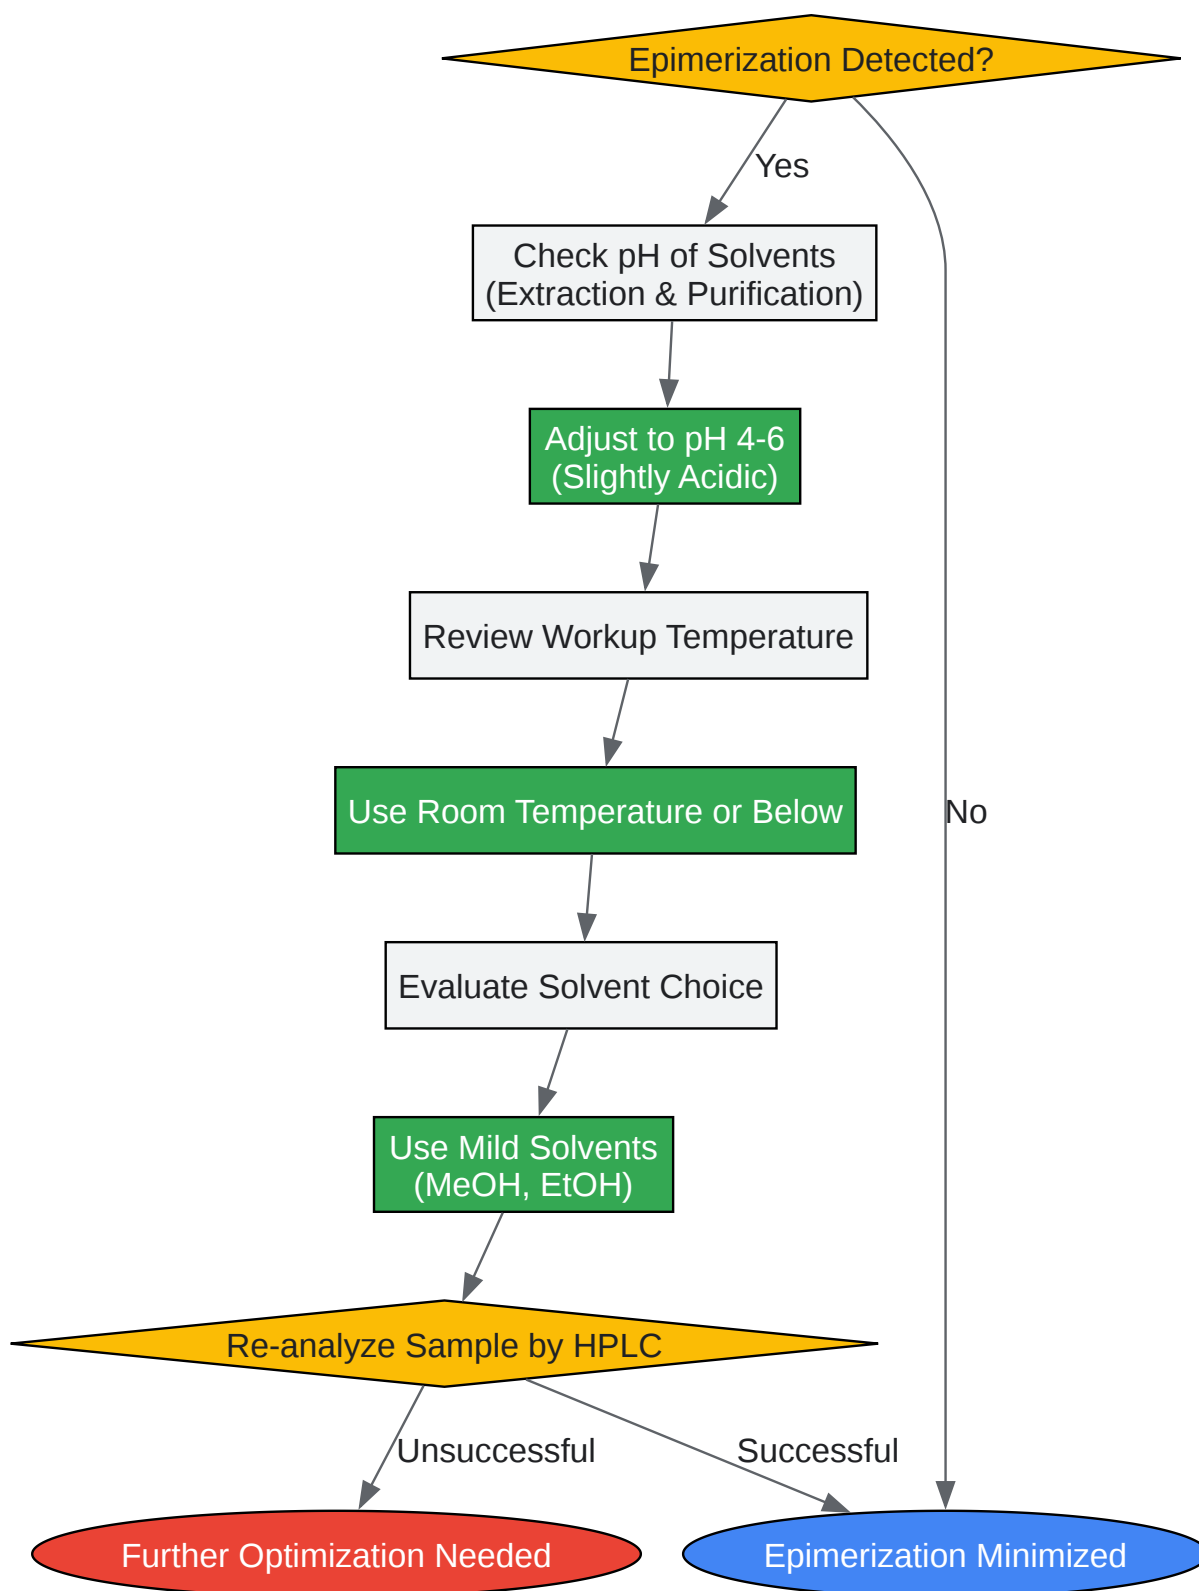 Epimerization Detected?
Yes
Check pH of Solvents
(Extraction & Purification)
Adjust to pH 4-6
(Slightly Acidic)
Review Workup Temperature
Use Room Temperature or Below
No
Evaluate Solvent Choice
Use Mild Solvents
(MeOH, EtOH)
Re-analyze Sample by HPLC
Unsuccessful
Successful
Further Optimization Needed
Epimerization Minimized